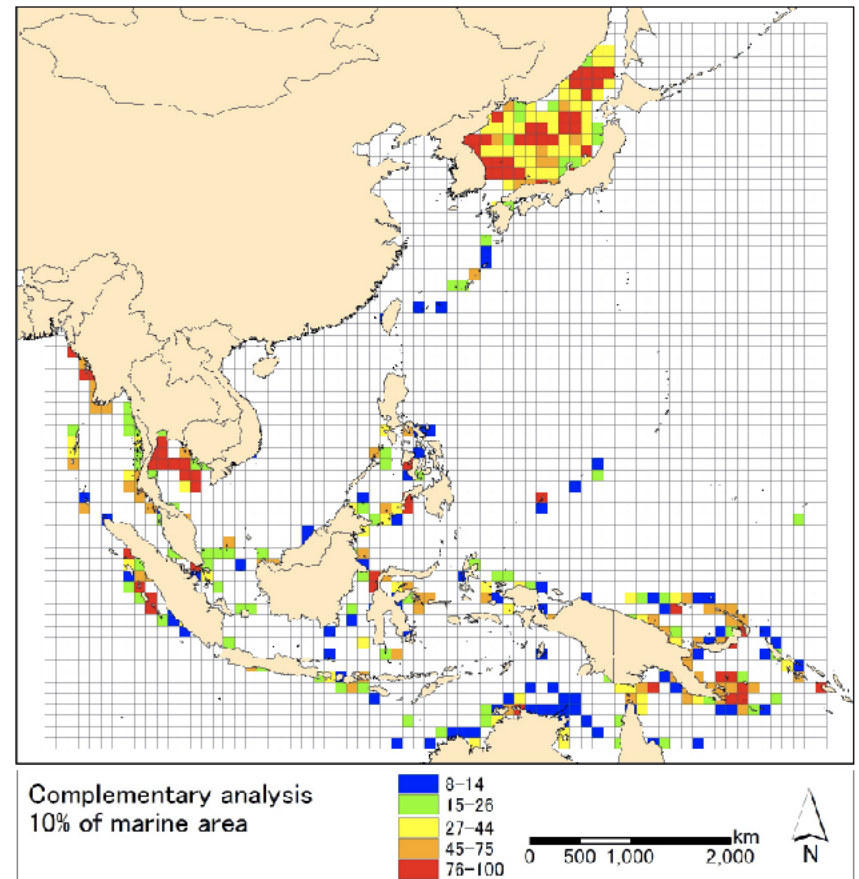 Complementary analysis
10% of marine area
8-14
15-26
27-44
45-75
76-100
km
0 500 1,000 2,000
N